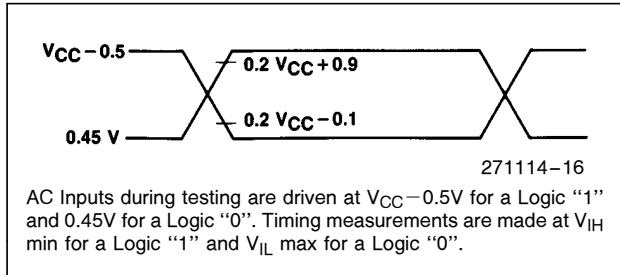 VCC−0.5
0.2 VCC+0.9
0.2 VCC−0.1
0.45 V
271114–16
AC Inputs during testing are driven at VCC−0.5V for a Logic ‘‘1’’
and 0.45V for a Logic ‘‘0’’. Timing measurements are made at VIH
min for a Logic ‘‘1’’ and VIL max for a Logic ‘‘0’’.